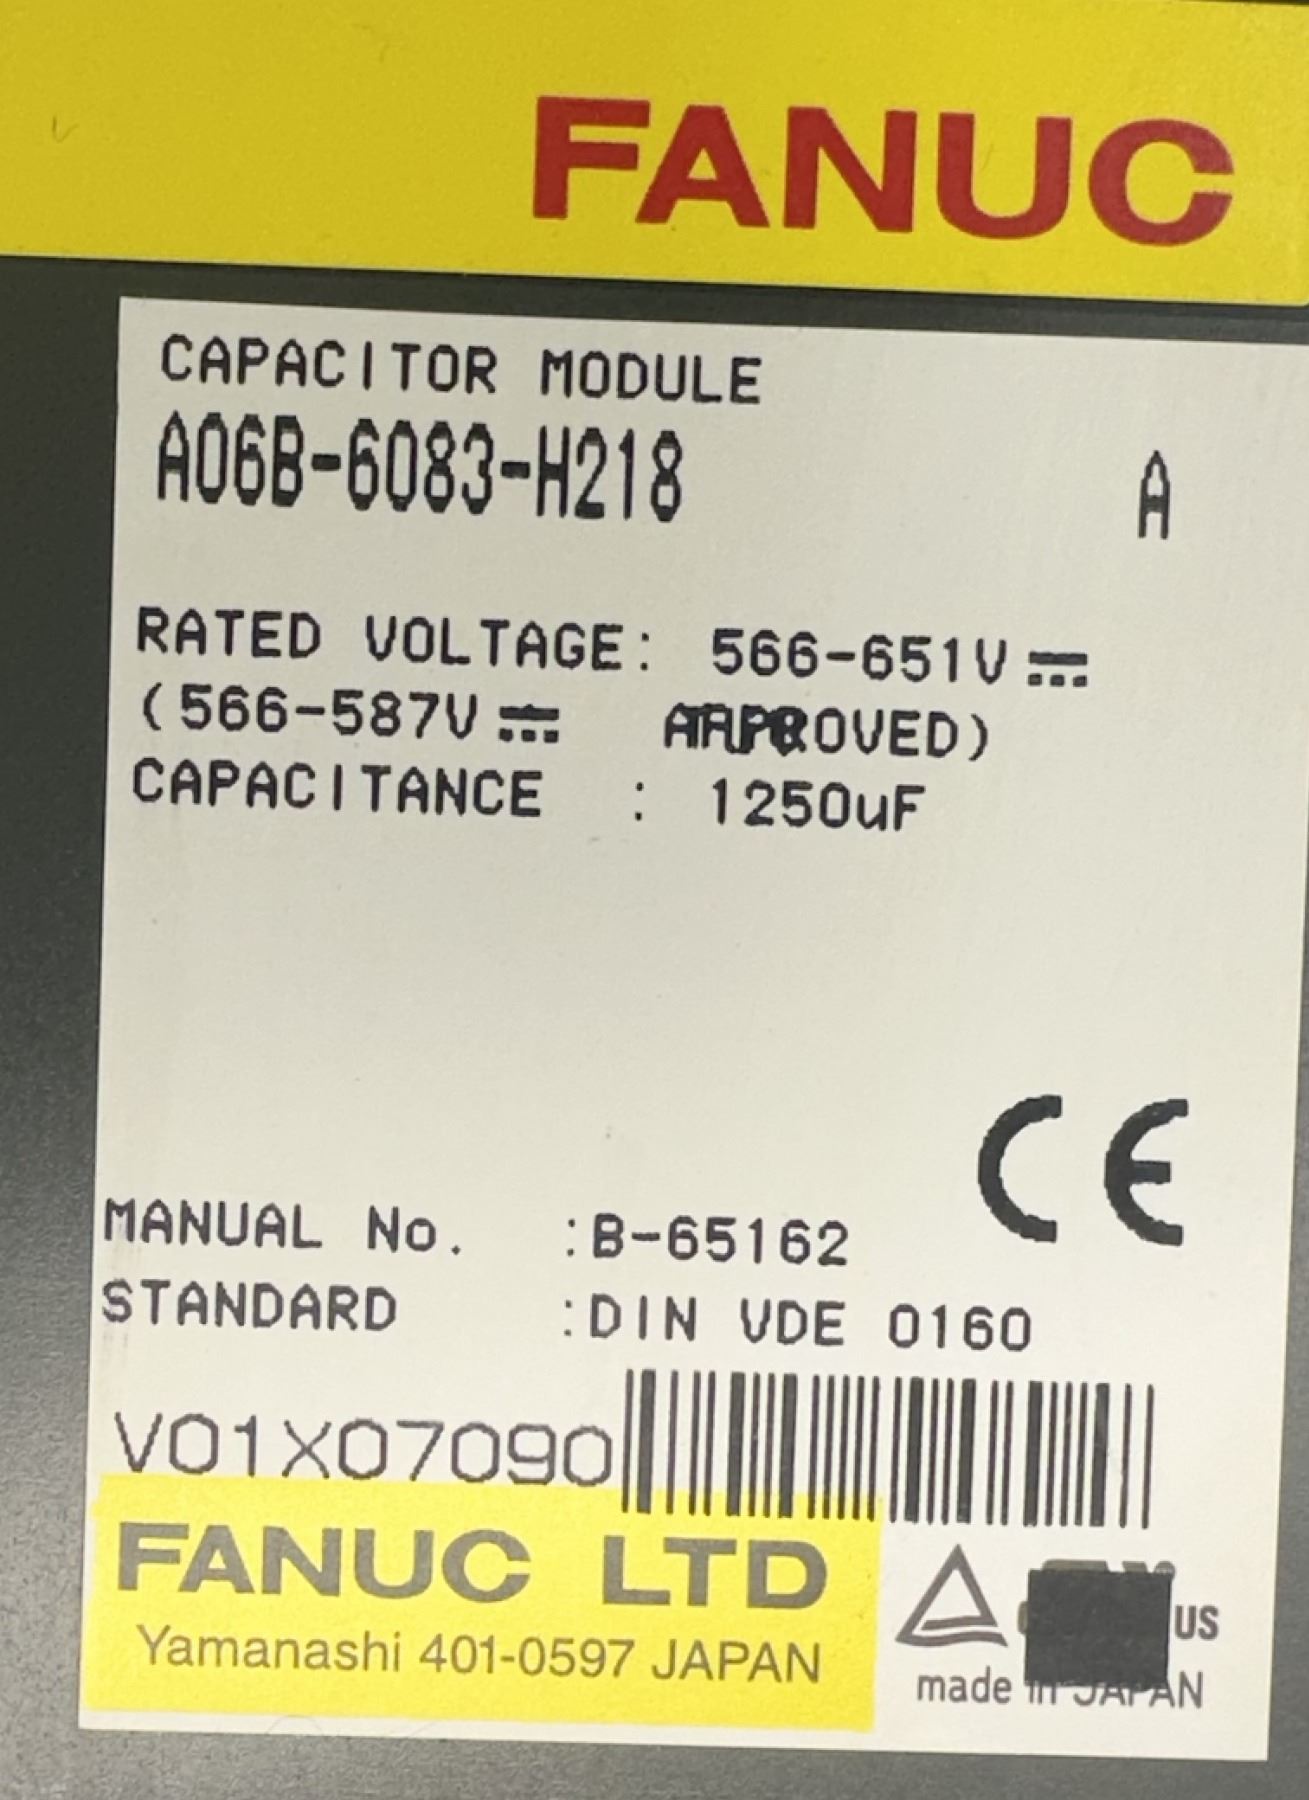 FANUC
CAPACITOR MODULE
A06B-6083-H218 A
RATED VOLTAGE: 566-651V⎓
(566-587V⎓ APPROVED)
CAPACITANCE : 1250uF
CE
MANUAL No. :B-65162
STANDARD :DIN VDE 0160
V01X07090
FANUC LTD
Yamanashi 401-0597 JAPAN
US
made in JAPAN